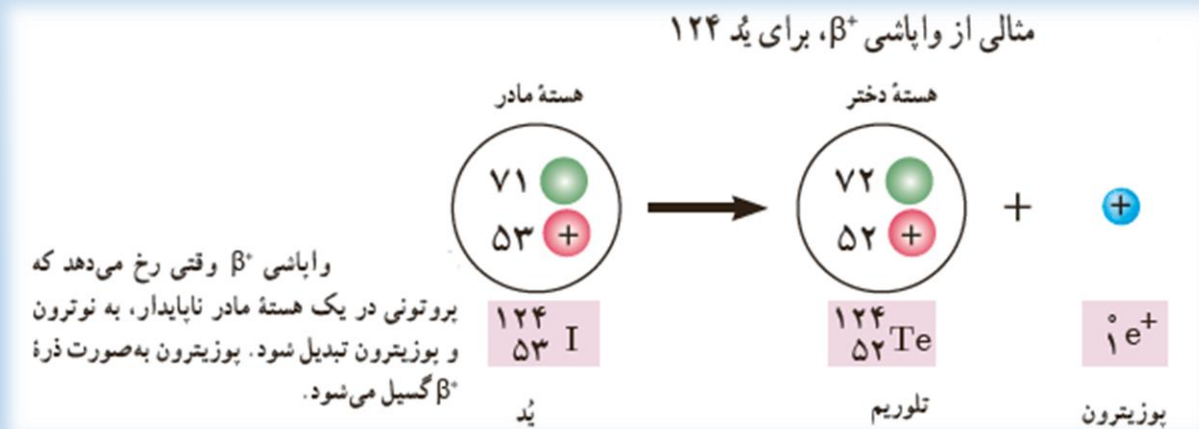 مثالی از واپاشی β⁺، برای یُد ۱۲۴
هستهٔ مادر
هستهٔ دختر
۷۱
۵۳ +
۷۲
۵۲ +
+
+
واپاشی β⁺ وقتی رخ می‌دهد که
پروتونی در یک هستهٔ مادر ناپایدار، به نوترون
و پوزیترون تبدیل شود. پوزیترون به‌صورت ذرهٔ
β⁺ گسیل می‌شود.
۱۲۴
۵۳ I
۱۲۴
۵۲ Te
۰
۱ e⁺
یُد
تلوریم
پوزیترون